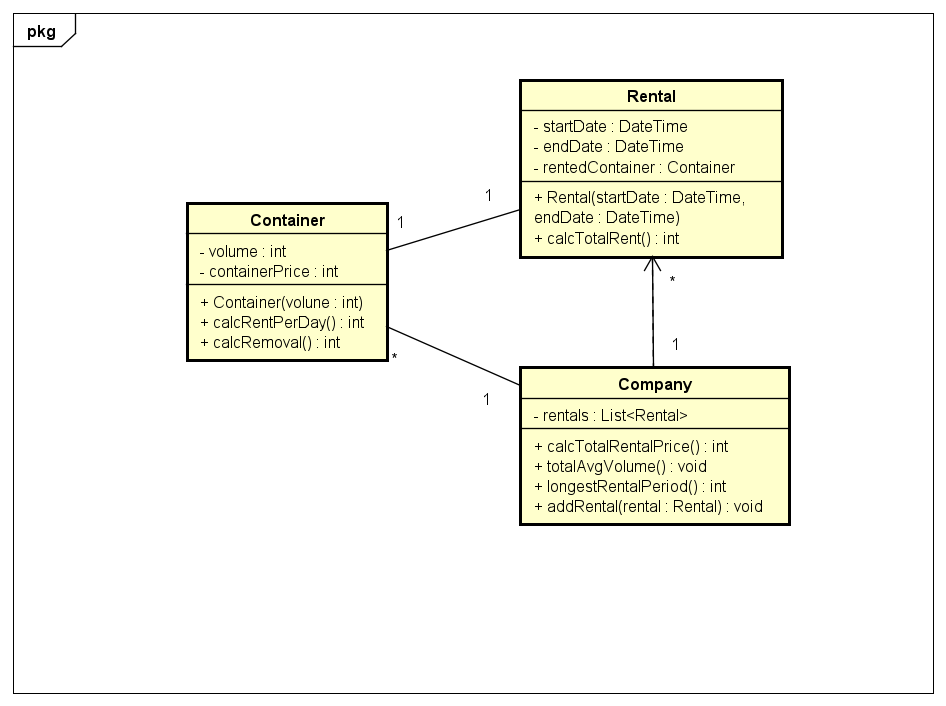 pkg
Rental
- startDate : DateTime
- endDate : DateTime
- rentedContainer : Container
+ Rental(startDate : DateTime,
endDate : DateTime)
+ calcTotalRent() : int
1
1
Container
- volume : int
- containerPrice : int
+ Container(volune : int)
+ calcRentPerDay() : int
+ calcRemoval() : int
*
1
*
1
Company
- rentals : List<Rental>
+ calcTotalRentalPrice() : int
+ totalAvgVolume() : void
+ longestRentalPeriod() : int
+ addRental(rental : Rental) : void